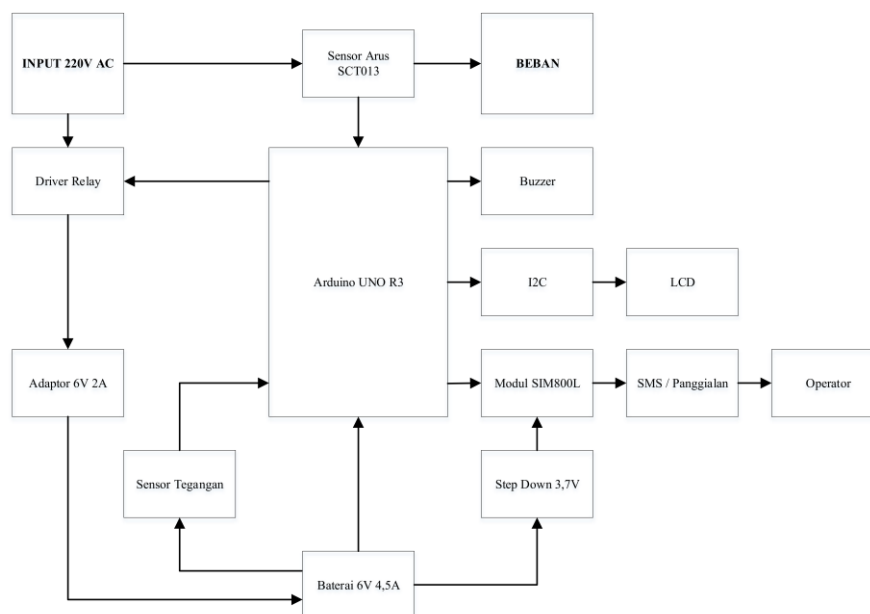 INPUT 220V AC
Sensor Arus
SCT013
BEBAN
Driver Relay
Arduino UNO R3
Buzzer
I2C
LCD
Adaptor 6V 2A
Modul SIM800L
SMS / Panggialan
Operator
Sensor Tegangan
Step Down 3,7V
Baterai 6V 4,5A